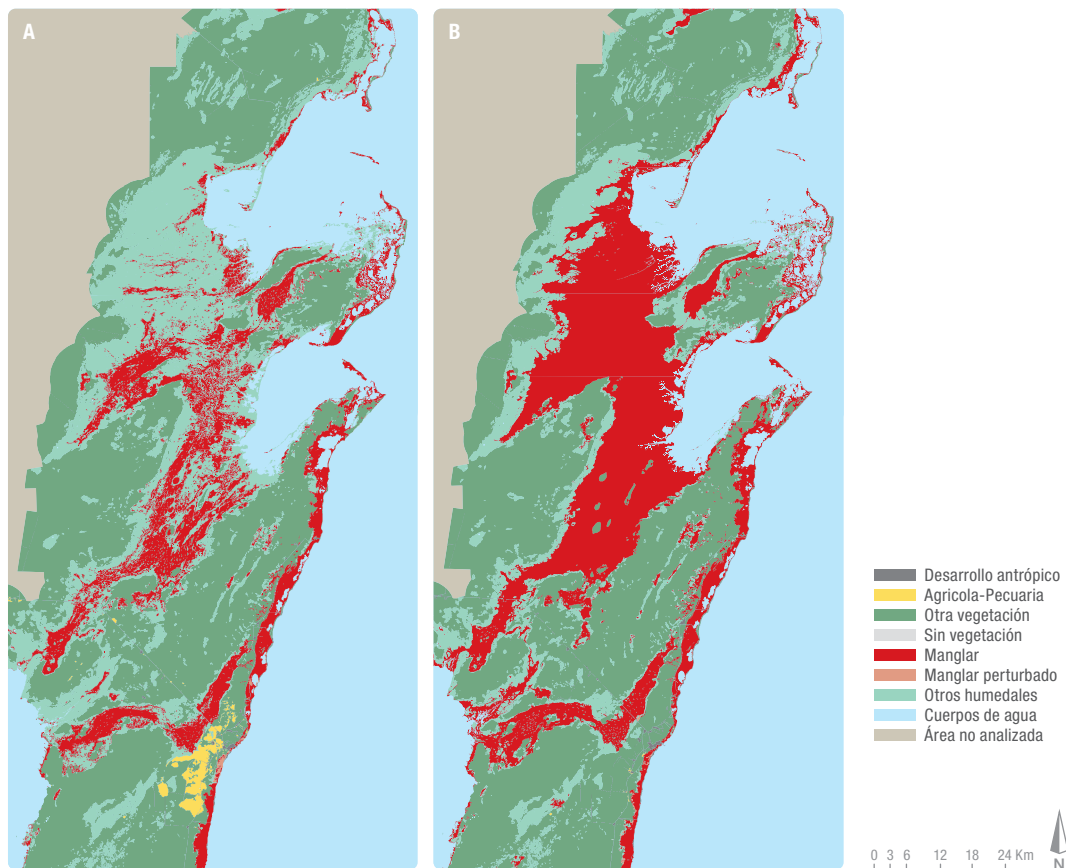 A
B
Desarrollo antrópico
Agricola-Pecuaria
Otra vegetación
Sin vegetación
Manglar
Manglar perturbado
Otros humedales
Cuerpos de agua
Área no analizada
0 3 6 12 18 24 Km
N